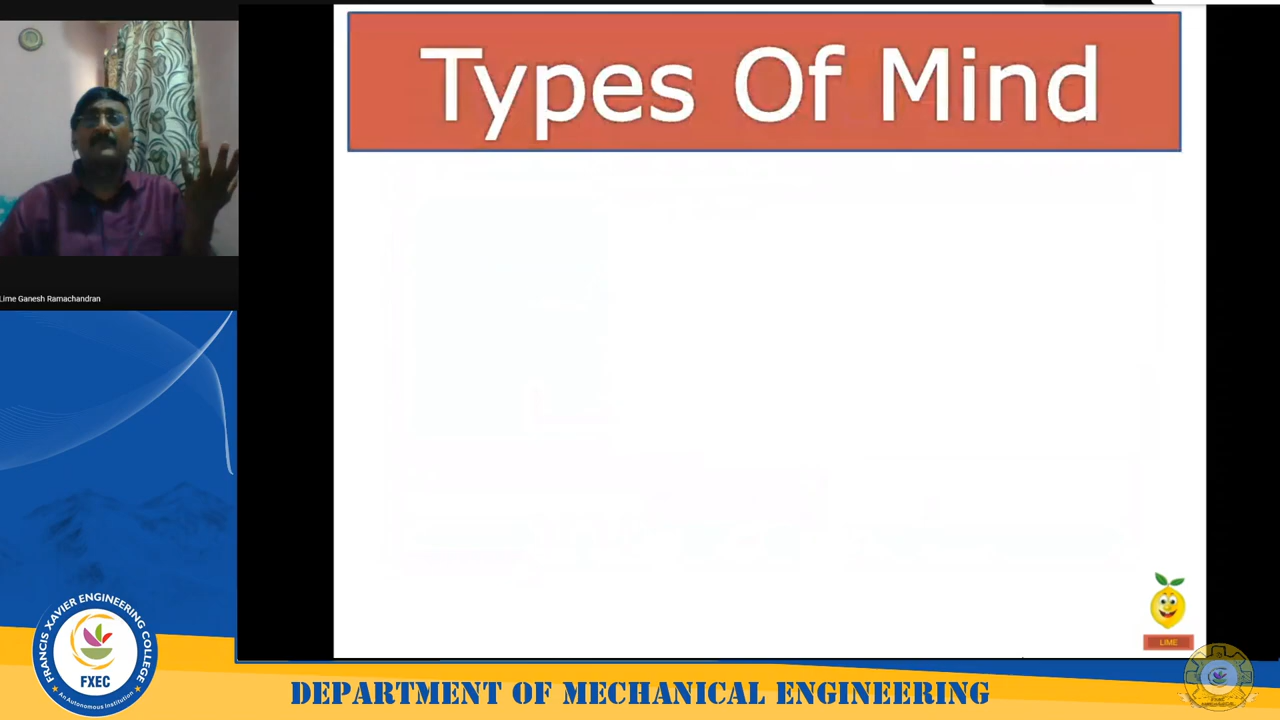 Types Of Mind
Lime Ganesh Ramachandran
LIME
FRANCIS XAVIER ENGINEERING COLLEGE
FXEC
An Autonomous Institution
DEPARTMENT OF MECHANICAL ENGINEERING